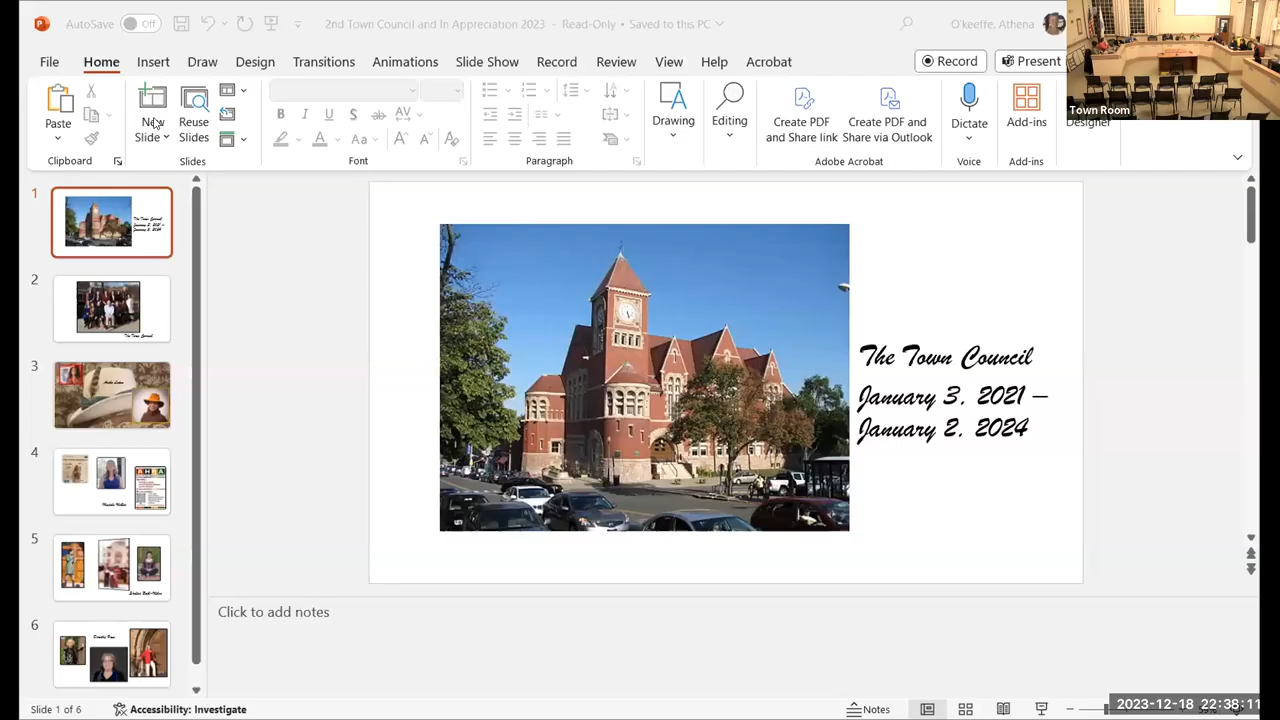 AutoSave Off 2nd Town Council and In Appreciation 2023 - Read-Only • Saved to this PC O'keeffe, Athena
File Home Insert Draw Design Transitions Animations Slide Show Record Review View Help Acrobat Record Present
Town Room
Paste New Slide Reuse Slides Drawing Editing Create PDF and Share link Create PDF and Share via Outlook Dictate Add-ins Designer
Clipboard Slides Font Paragraph Adobe Acrobat Voice Add-ins
1
2
The Town Council
3
4
5
6
The Town Council
January 3, 2021 –
January 2, 2024
Click to add notes
Slide 1 of 6 Accessibility: Investigate Notes
2023-12-18 22:38:11